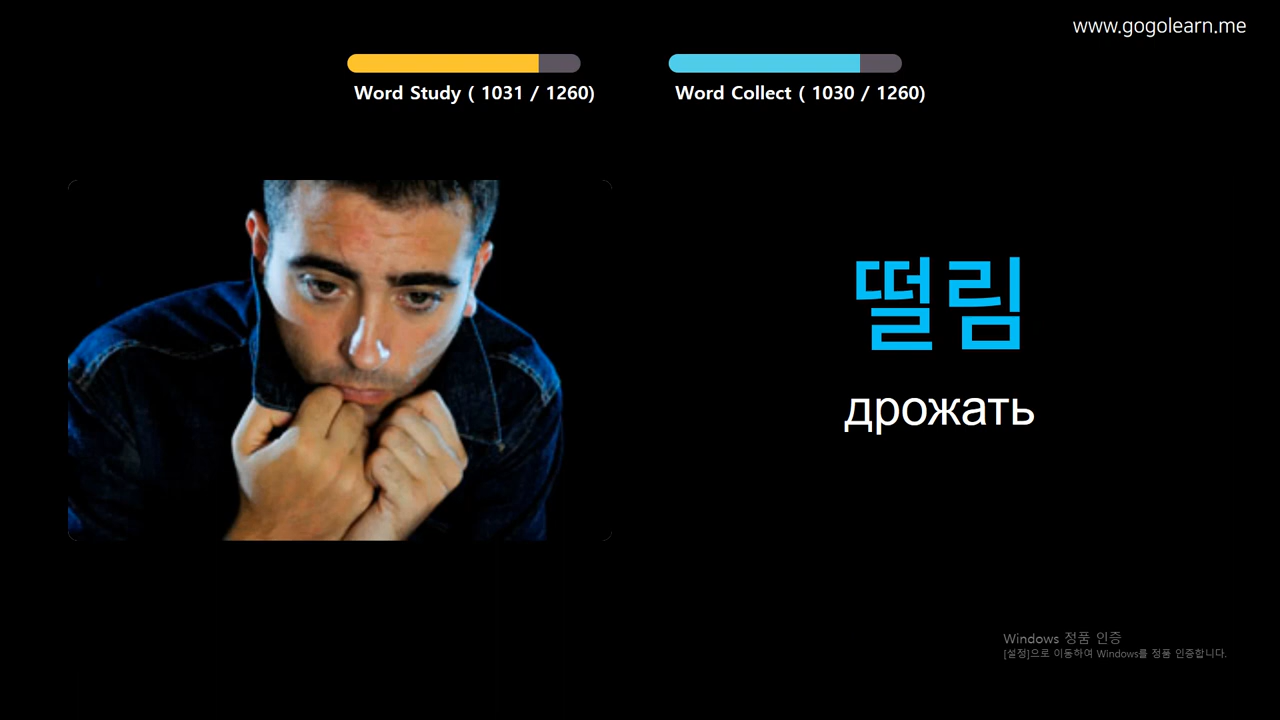 www.gogolearn.me
Word Study ( 1031 / 1260)
Word Collect ( 1030 / 1260)
떨림
дрожать
Windows 정품 인증
[설정]으로 이동하여 Windows를 정품 인증합니다.